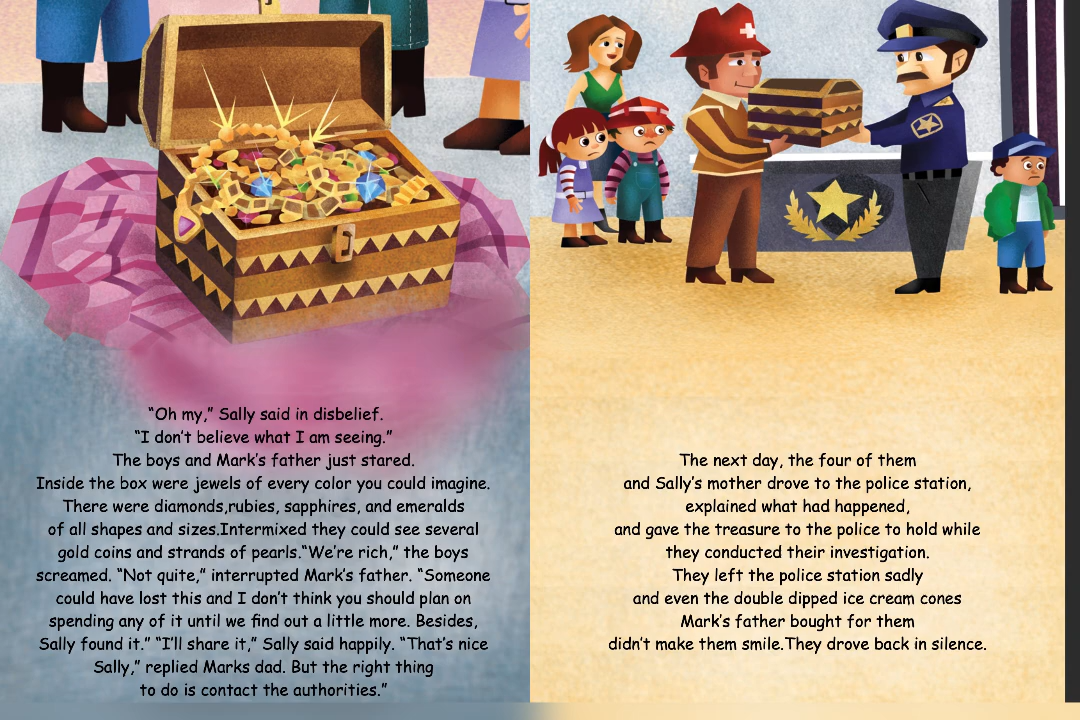 “Oh my,” Sally said in disbelief.
“I don’t believe what I am seeing.”
The boys and Mark’s father just stared.
Inside the box were jewels of every color you could imagine.
There were diamonds,rubies, sapphires, and emeralds
of all shapes and sizes.Intermixed they could see several
gold coins and strands of pearls.“We’re rich,” the boys
screamed. “Not quite,” interrupted Mark’s father. “Someone
could have lost this and I don’t think you should plan on
spending any of it until we find out a little more. Besides,
Sally found it.” “I’ll share it,” Sally said happily. “That’s nice
Sally,” replied Marks dad. But the right thing
to do is contact the authorities.”
The next day, the four of them
and Sally’s mother drove to the police station,
explained what had happened,
and gave the treasure to the police to hold while
they conducted their investigation.
They left the police station sadly
and even the double dipped ice cream cones
Mark’s father bought for them
didn’t make them smile.They drove back in silence.